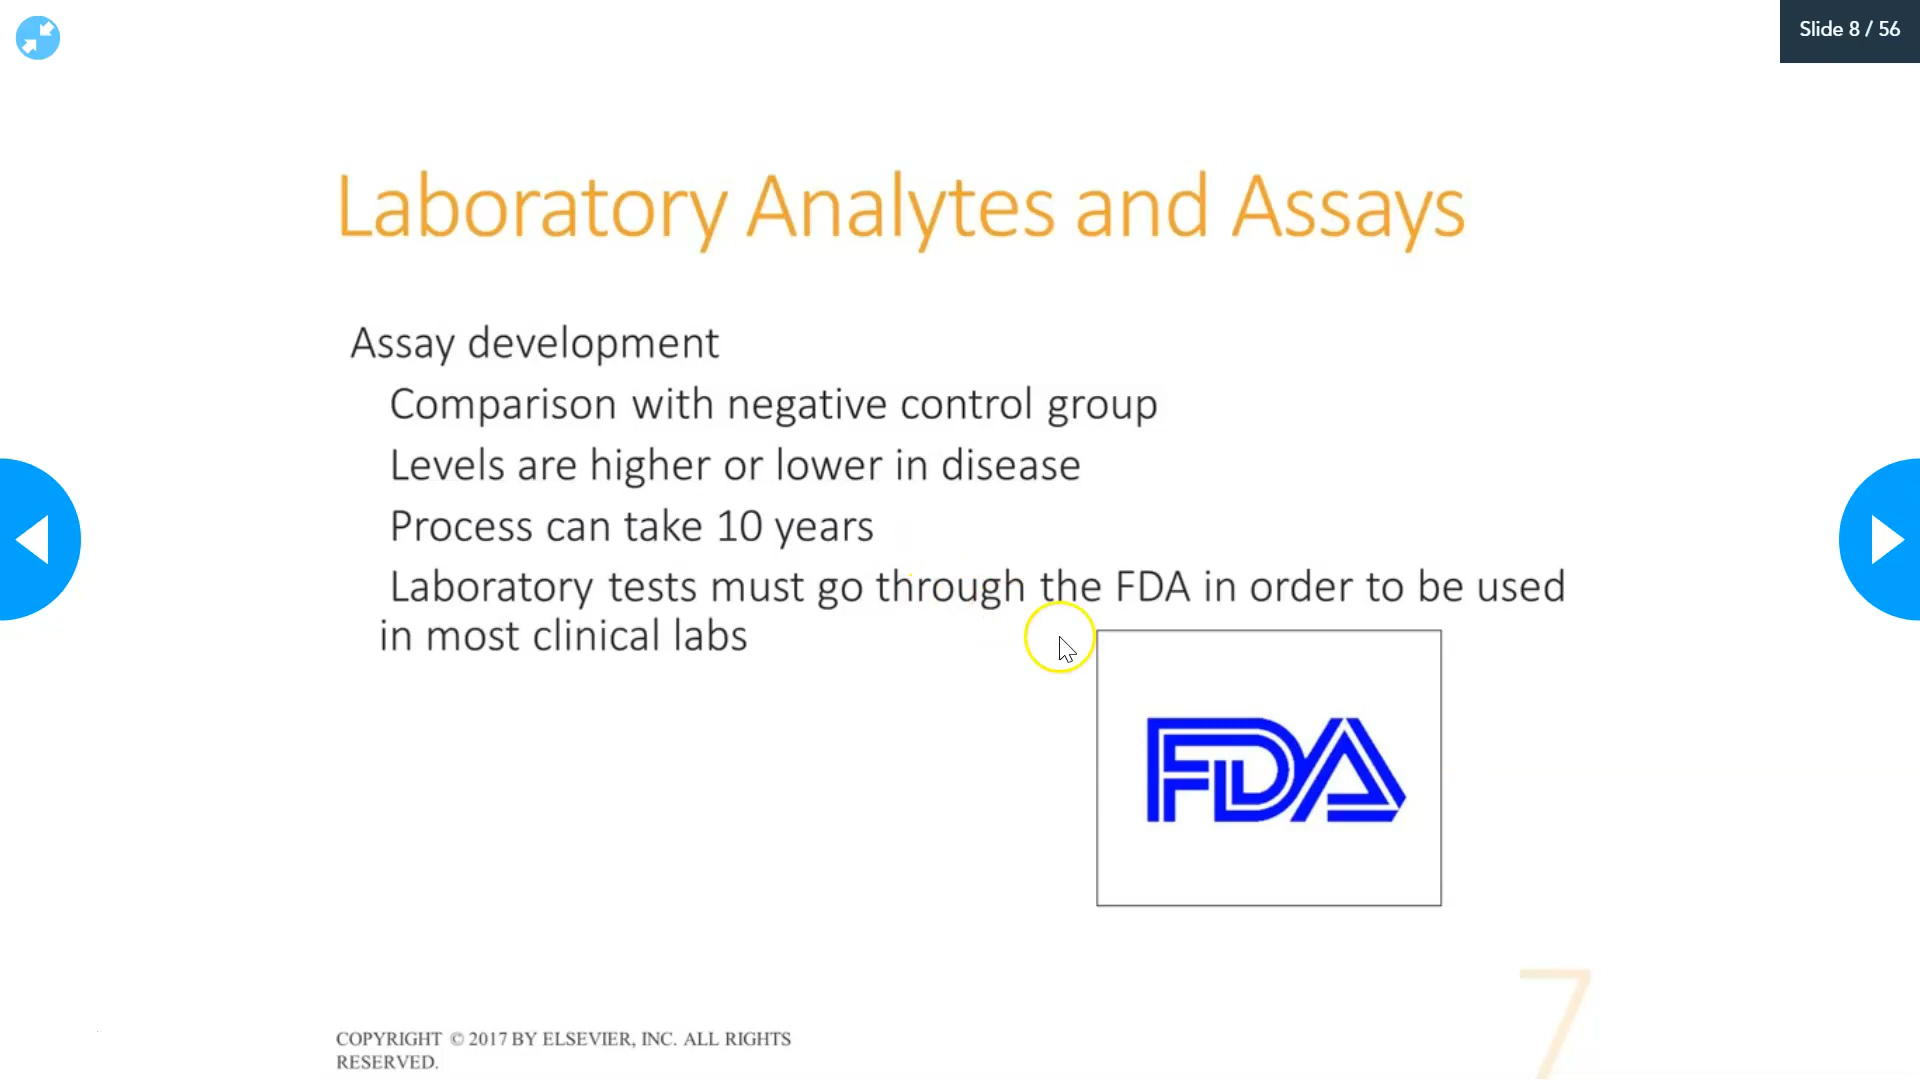 Slide 8 / 56
Laboratory Analytes and Assays
Assay development
Comparison with negative control group
Levels are higher or lower in disease
Process can take 10 years
Laboratory tests must go through the FDA in order to be used
in most clinical labs
FDA
7
COPYRIGHT © 2017 BY ELSEVIER, INC. ALL RIGHTS
RESERVED.